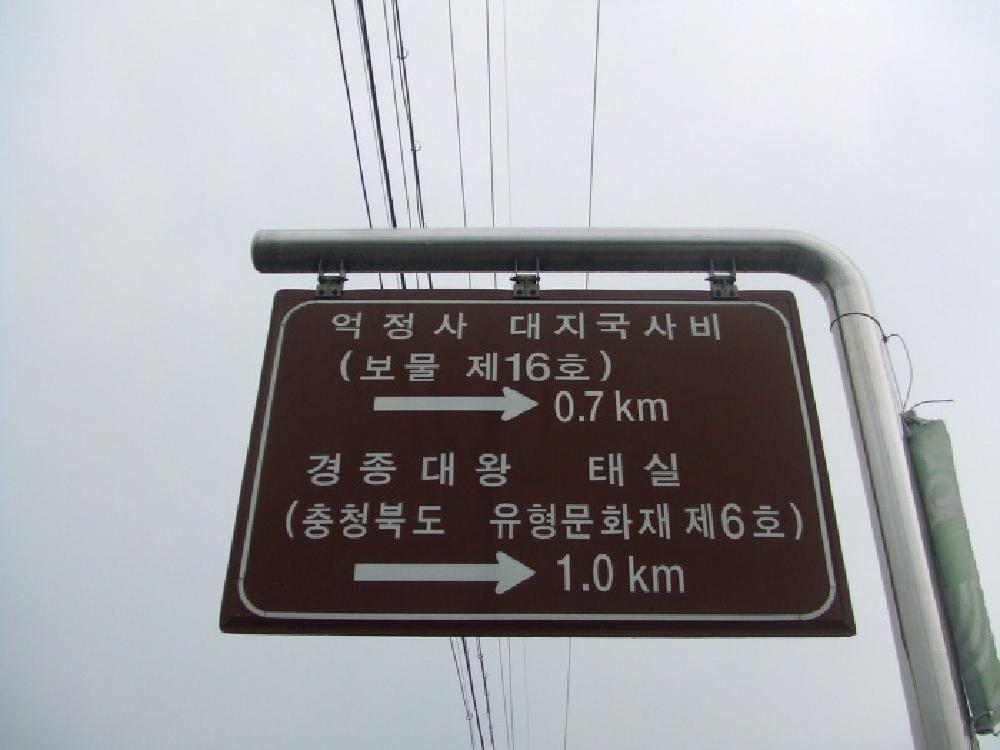 억정사 대지국사비
(보물 제16호)
0.7 km
경종대왕 태실
(충청북도 유형문화재 제6호)
1.0 km